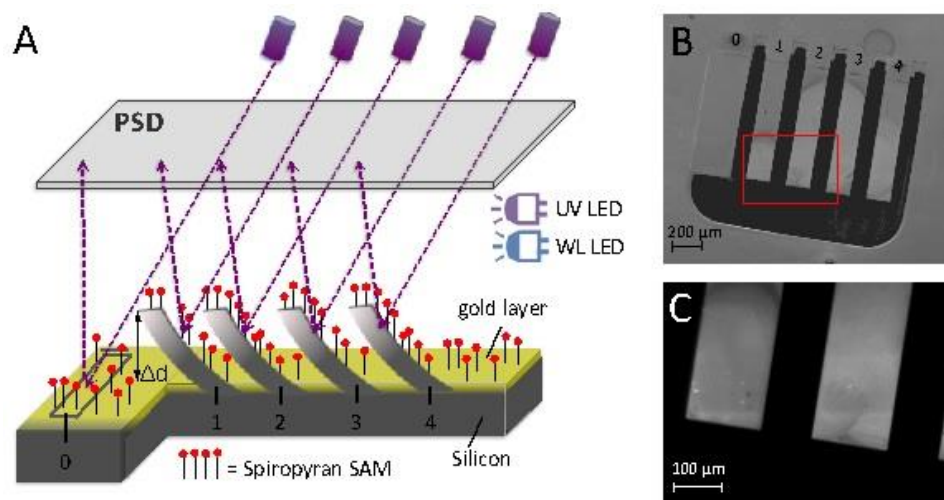 A
PSD
UV LED
WL LED
gold layer
Δd
0
1
2
3
4
Silicon
= Spiropyran SAM
B
0
1
2
3
4
200 µm
C
100 µm